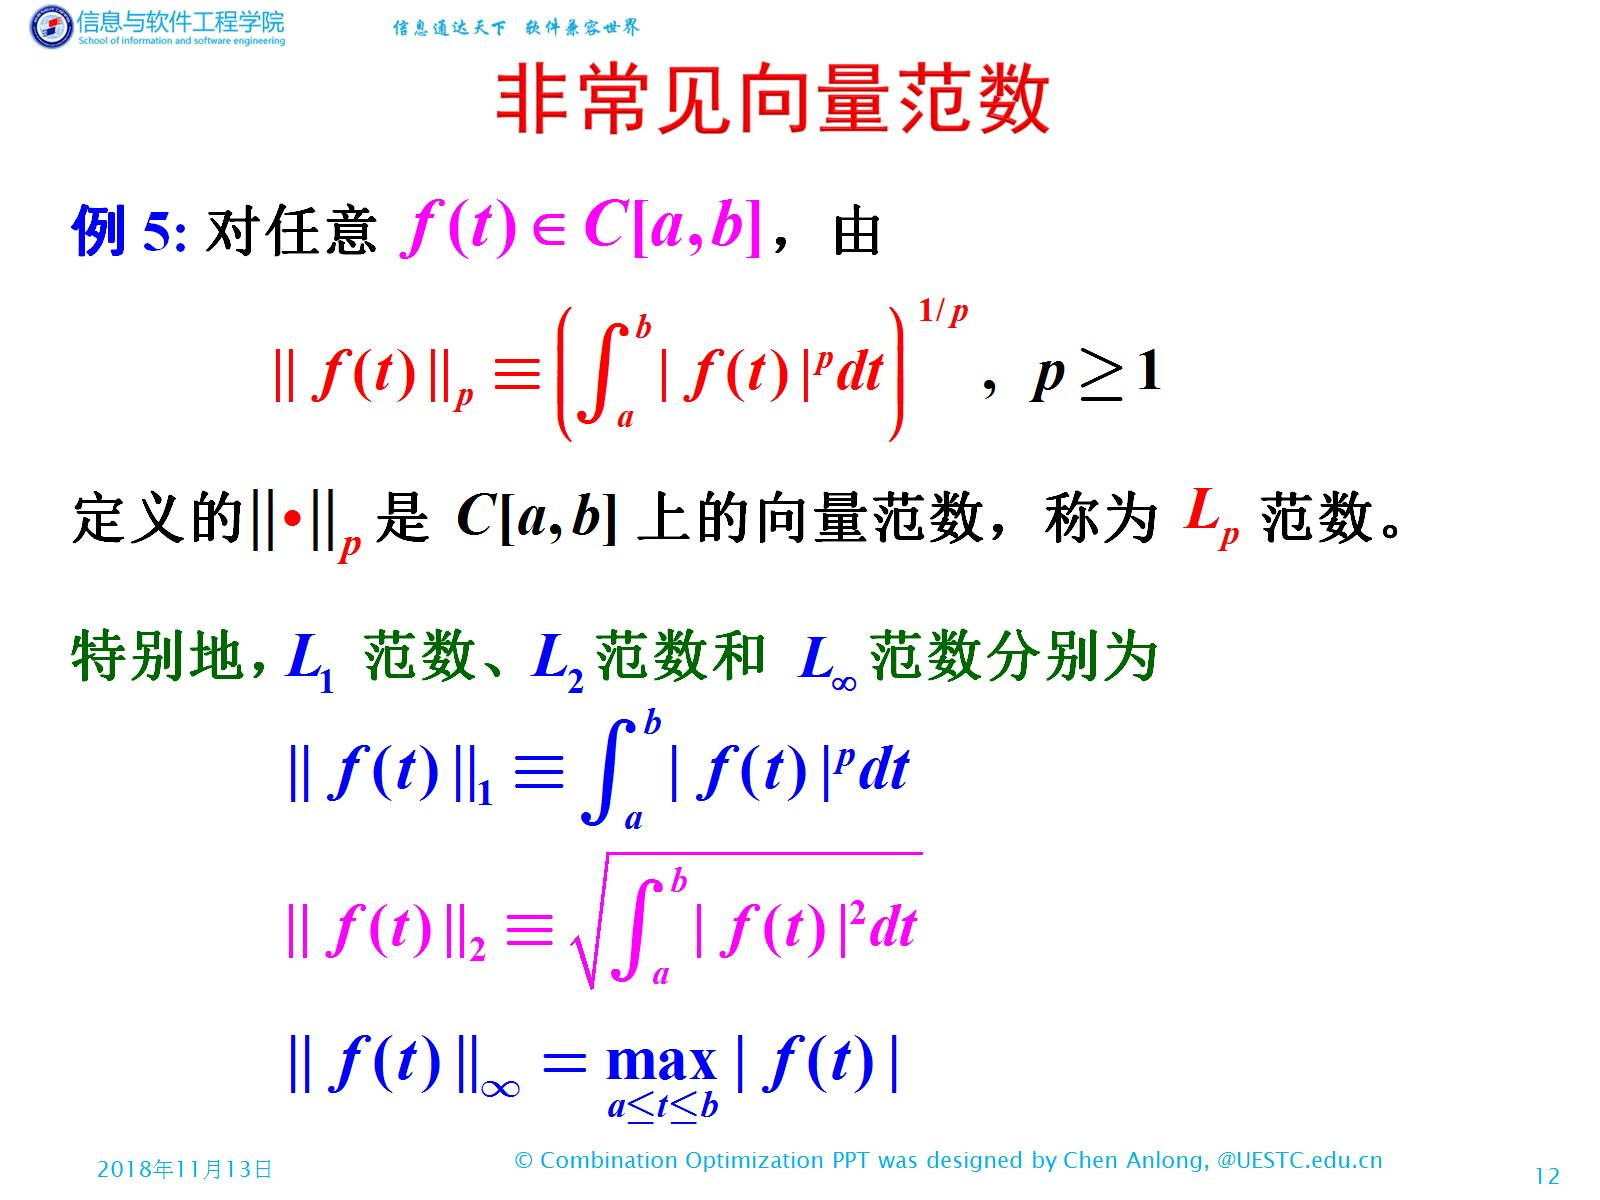 信息与软件工程学院
School of information and software engineering
信息通达天下 软件兼容世界
非常见向量范数
例 5: 对任意 f(t)∈C[a,b]，由
|| f(t) ||_p ≡ (∫_a^b | f(t) |^p dt)^{1/p} , p ≥ 1
定义的||•||_p 是 C[a,b] 上的向量范数，称为 L_p 范数。
特别地，L_1 范数、L_2 范数和 L_∞ 范数分别为
|| f(t) ||_1 ≡ ∫_a^b | f(t) |^p dt
|| f(t) ||_2 ≡ √(∫_a^b | f(t) |^2 dt)
|| f(t) ||_∞ = max_{a≤t≤b} | f(t) |
2018年11月13日
© Combination Optimization PPT was designed by Chen Anlong, @UESTC.edu.cn
12